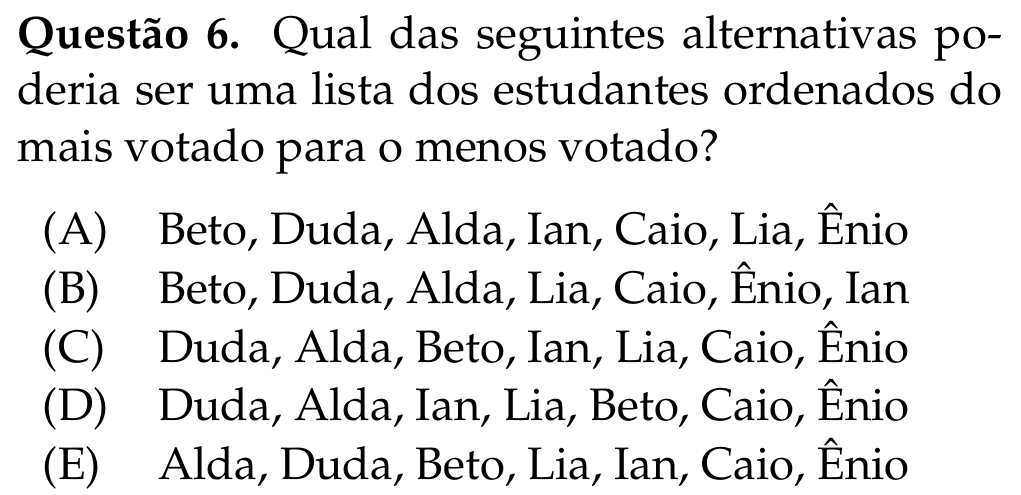 Questão 6. Qual das seguintes alternativas po-
deria ser uma lista dos estudantes ordenados do
mais votado para o menos votado?
(A) Beto, Duda, Alda, Ian, Caio, Lia, Ênio
(B) Beto, Duda, Alda, Lia, Caio, Ênio, Ian
(C) Duda, Alda, Beto, Ian, Lia, Caio, Ênio
(D) Duda, Alda, Ian, Lia, Beto, Caio, Ênio
(E) Alda, Duda, Beto, Lia, Ian, Caio, Ênio